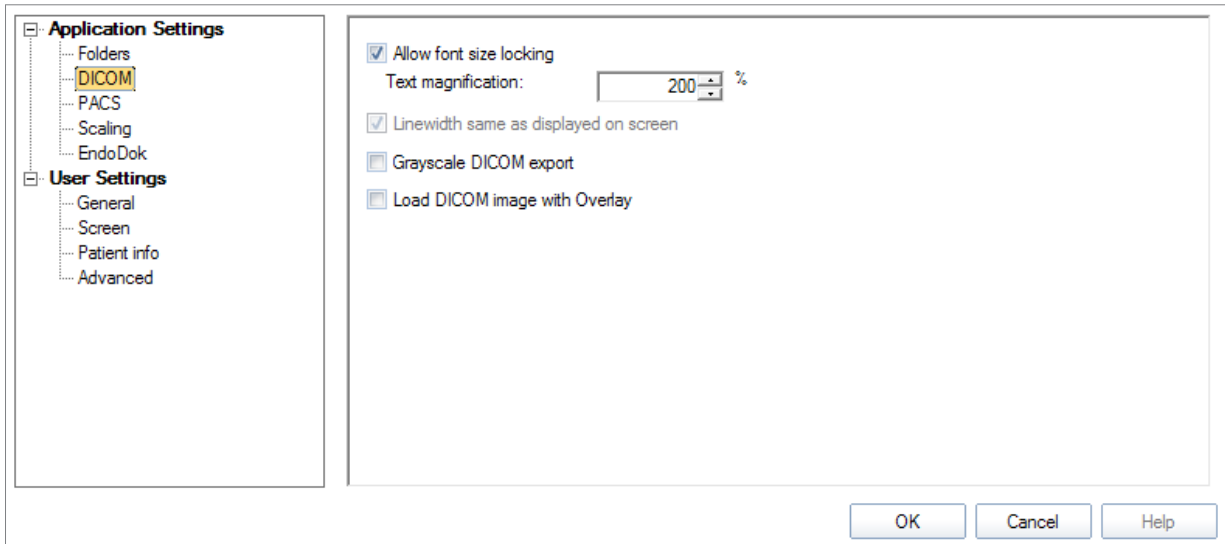 Application Settings
Folders
DICOM
PACS
Scaling
EndoDok
User Settings
General
Screen
Patient info
Advanced
Allow font size locking
Text magnification: 200 %
Linewidth same as displayed on screen
Grayscale DICOM export
Load DICOM image with Overlay
OK Cancel Help